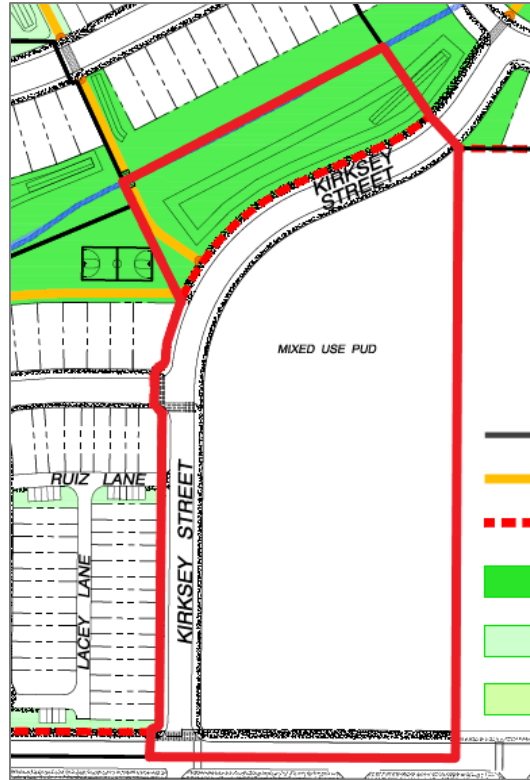 KIRKSEY
STREET
MIXED USE PUD
RUIZ LANE
LACEY LANE
KIRKSEY STREET